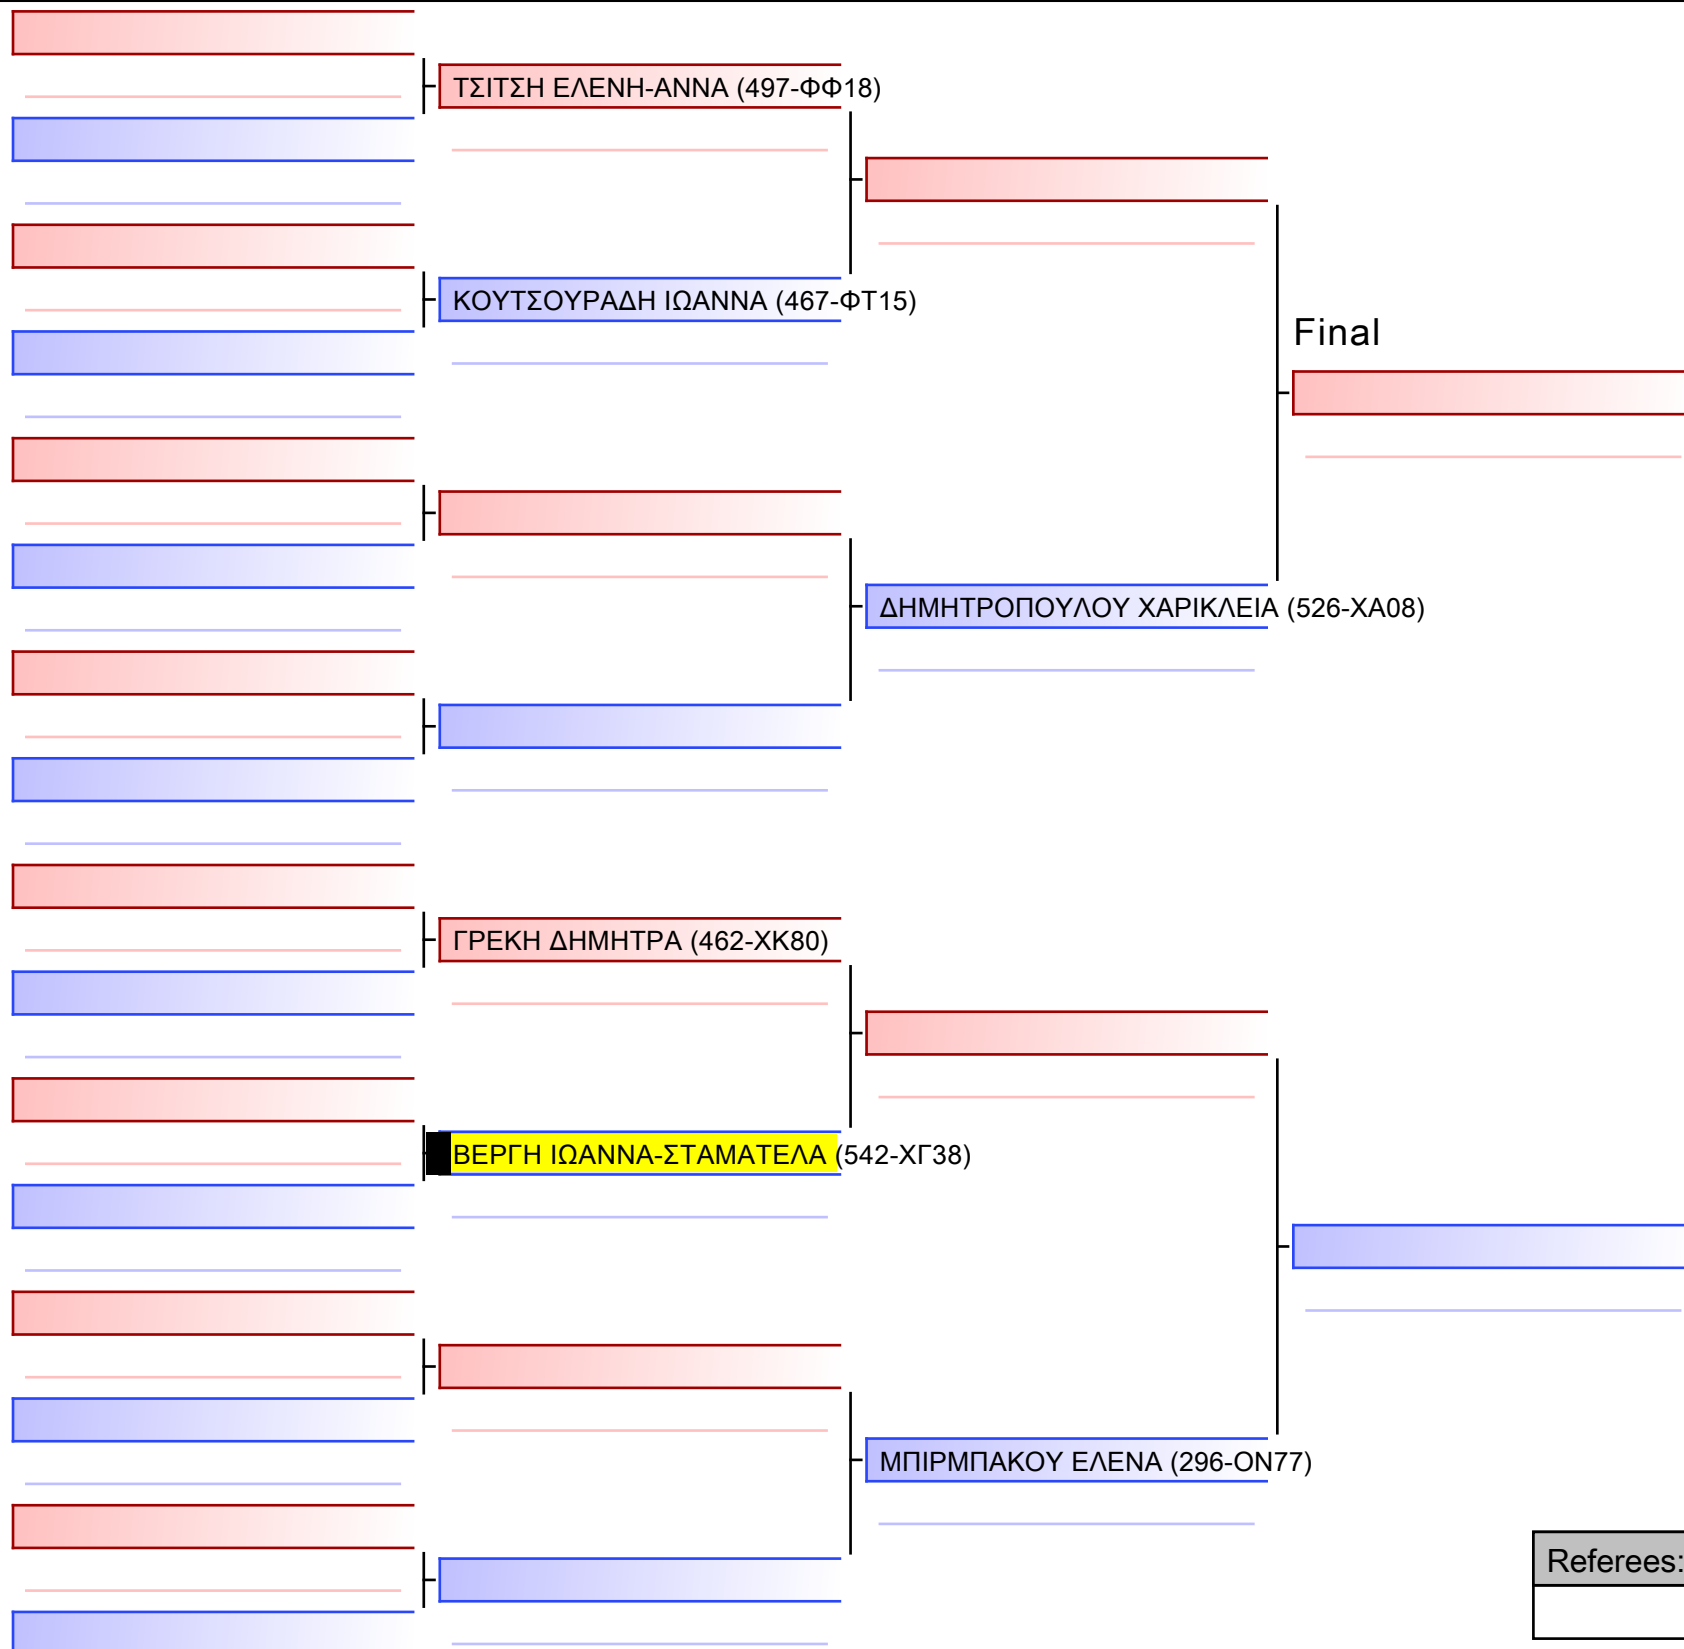 ΤΣΙΤΣΗ ΕΛΕΝΗ-ΑΝΝΑ (497-ΦΦ18)
ΚΟΥΤΣΟΥΡΑΔΗ ΙΩΑΝΝΑ (467-ΦΤ15)
Final
ΔΗΜΗΤΡΟΠΟΥΛΟΥ ΧΑΡΙΚΛΕΙΑ (526-ΧΑ08)
ΓΡΕΚΗ ΔΗΜΗΤΡΑ (462-ΧΚ80)
ΒΕΡΓΗ ΙΩΑΝΝΑ-ΣΤΑΜΑΤΕΛΑ (542-ΧΓ38)
ΜΠΙΡΜΠΑΚΟΥ ΕΛΕΝΑ (296-ΟΝ77)
Referees: